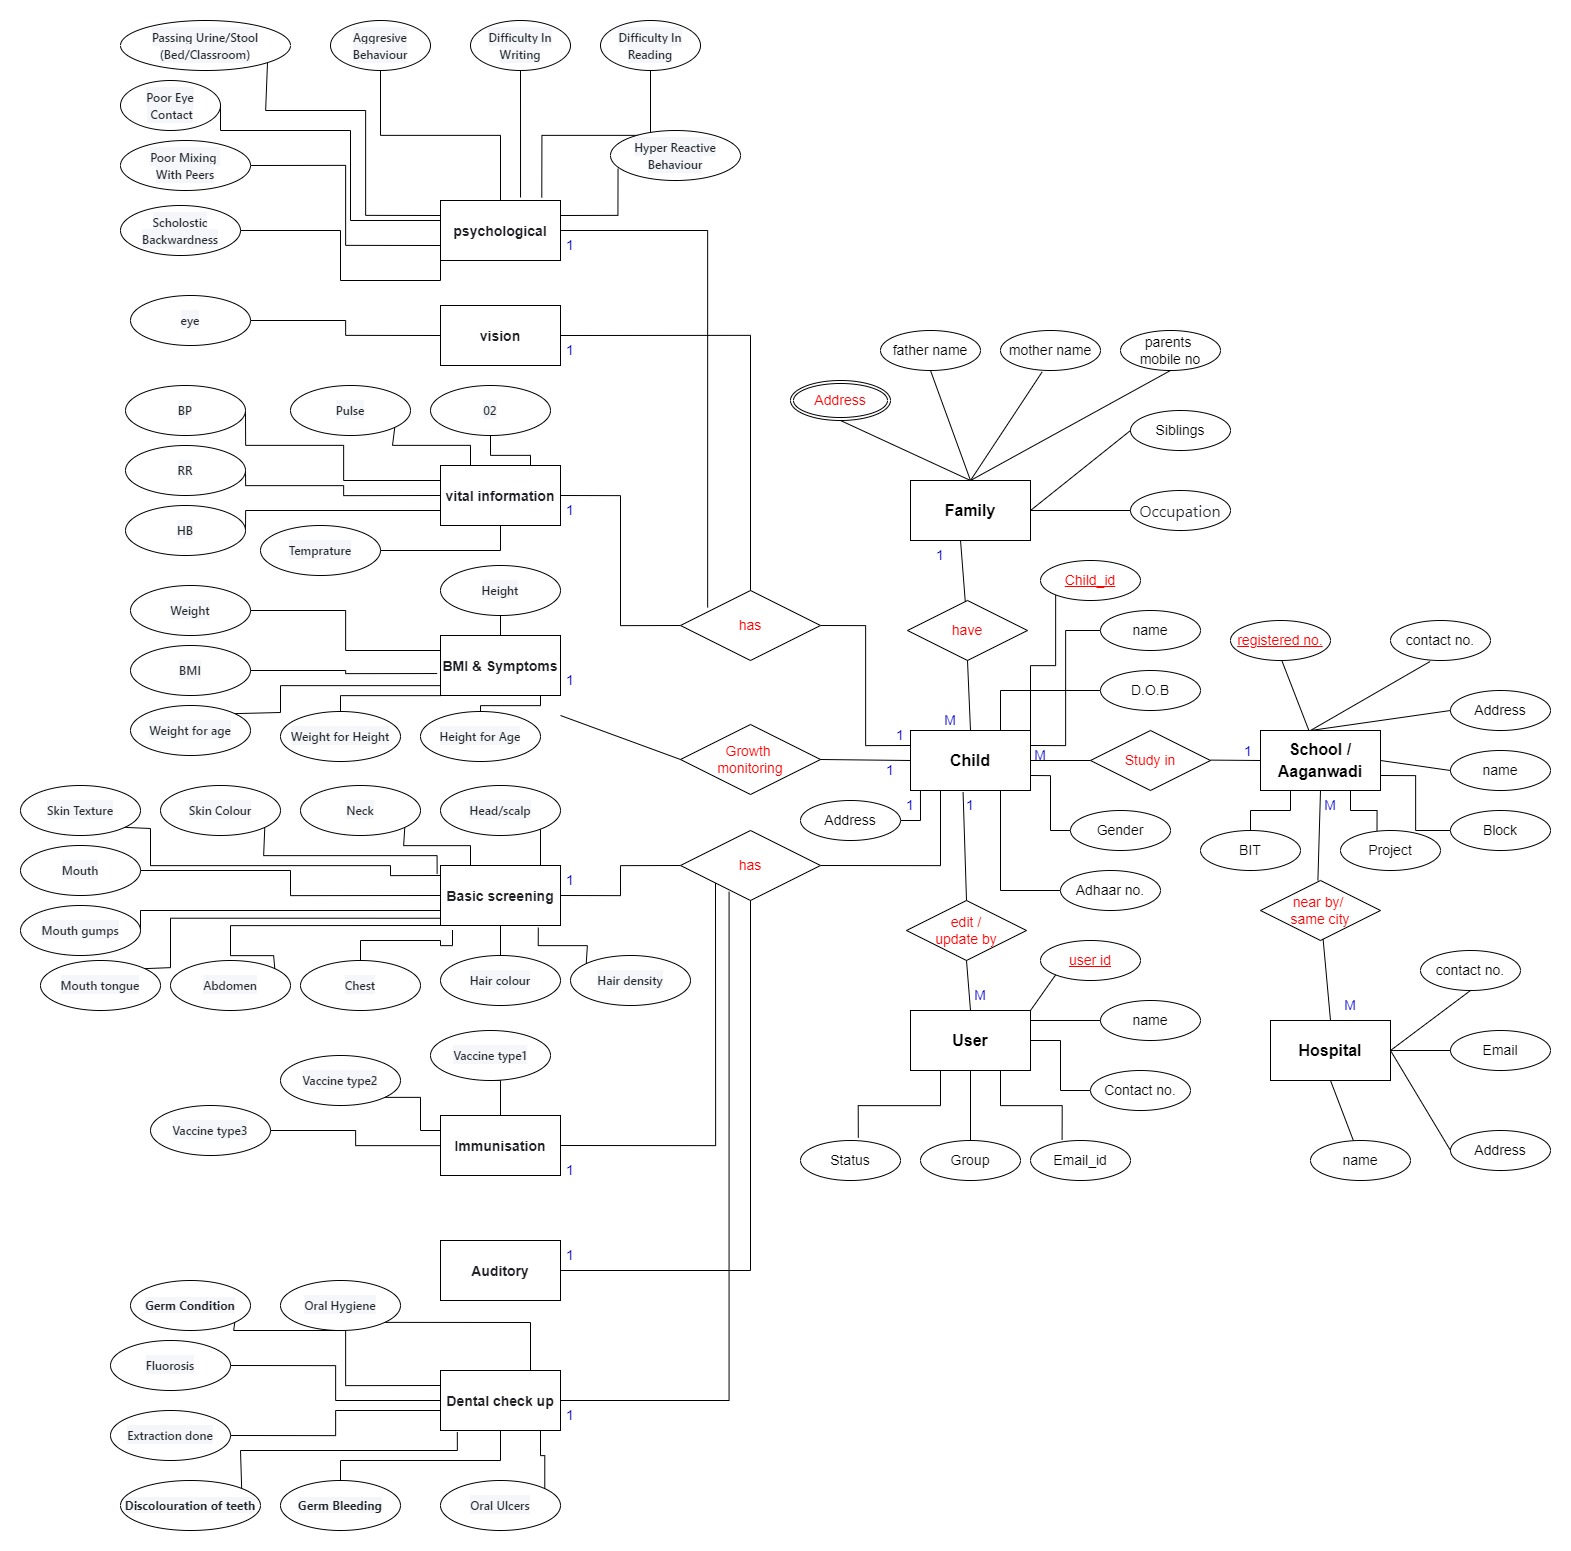 Passing Urine/Stool
(Bed/Classroom)
Aggresive
Behaviour
Difficulty In
Writing
Difficulty In
Reading
Poor Eye
Contact
Hyper Reactive
Behaviour
Poor Mixing
With Peers
Scholostic
Backwardness
psychological
1
eye
vision
1
BP
Pulse
02
RR
vital information
1
HB
Temprature
Height
Weight
BMI & Symptoms
1
BMI
Weight for age
Weight for Height
Height for Age
has
father name
mother name
parents
mobile no
Address
Siblings
Family
Occupation
1
Child_id
have
name
D.O.B
M
1
Growth
monitoring
1
Child
M
Study in
1
registered no.
contact no.
Address
School /
Aaganwadi
name
M
Block
BIT
Project
Address
1
1
Gender
Adhaar no.
Skin Texture
Skin Colour
Neck
Head/scalp
has
Mouth
Basic screening
1
Mouth gumps
Mouth tongue
Abdomen
Chest
Hair colour
Hair density
edit /
update by
near by/
same city
user id
M
name
User
Contact no.
Status
Group
Email_id
contact no.
M
Hospital
Email
name
Address
Vaccine type1
Vaccine type2
Vaccine type3
Immunisation
1
Auditory
1
Germ Condition
Oral Hygiene
Fluorosis
Dental check up
1
Extraction done
Discolouration of teeth
Germ Bleeding
Oral Ulcers